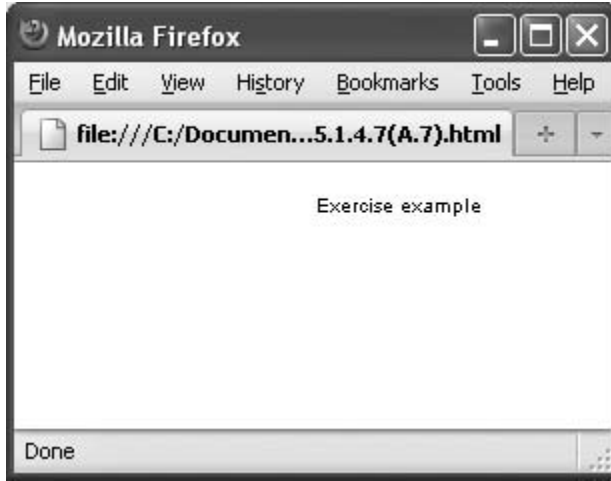 Mozilla Firefox
File Edit View History Bookmarks Tools Help
file:///C:/Documen...5.1.4.7(A.7).html
Exercise example
Done